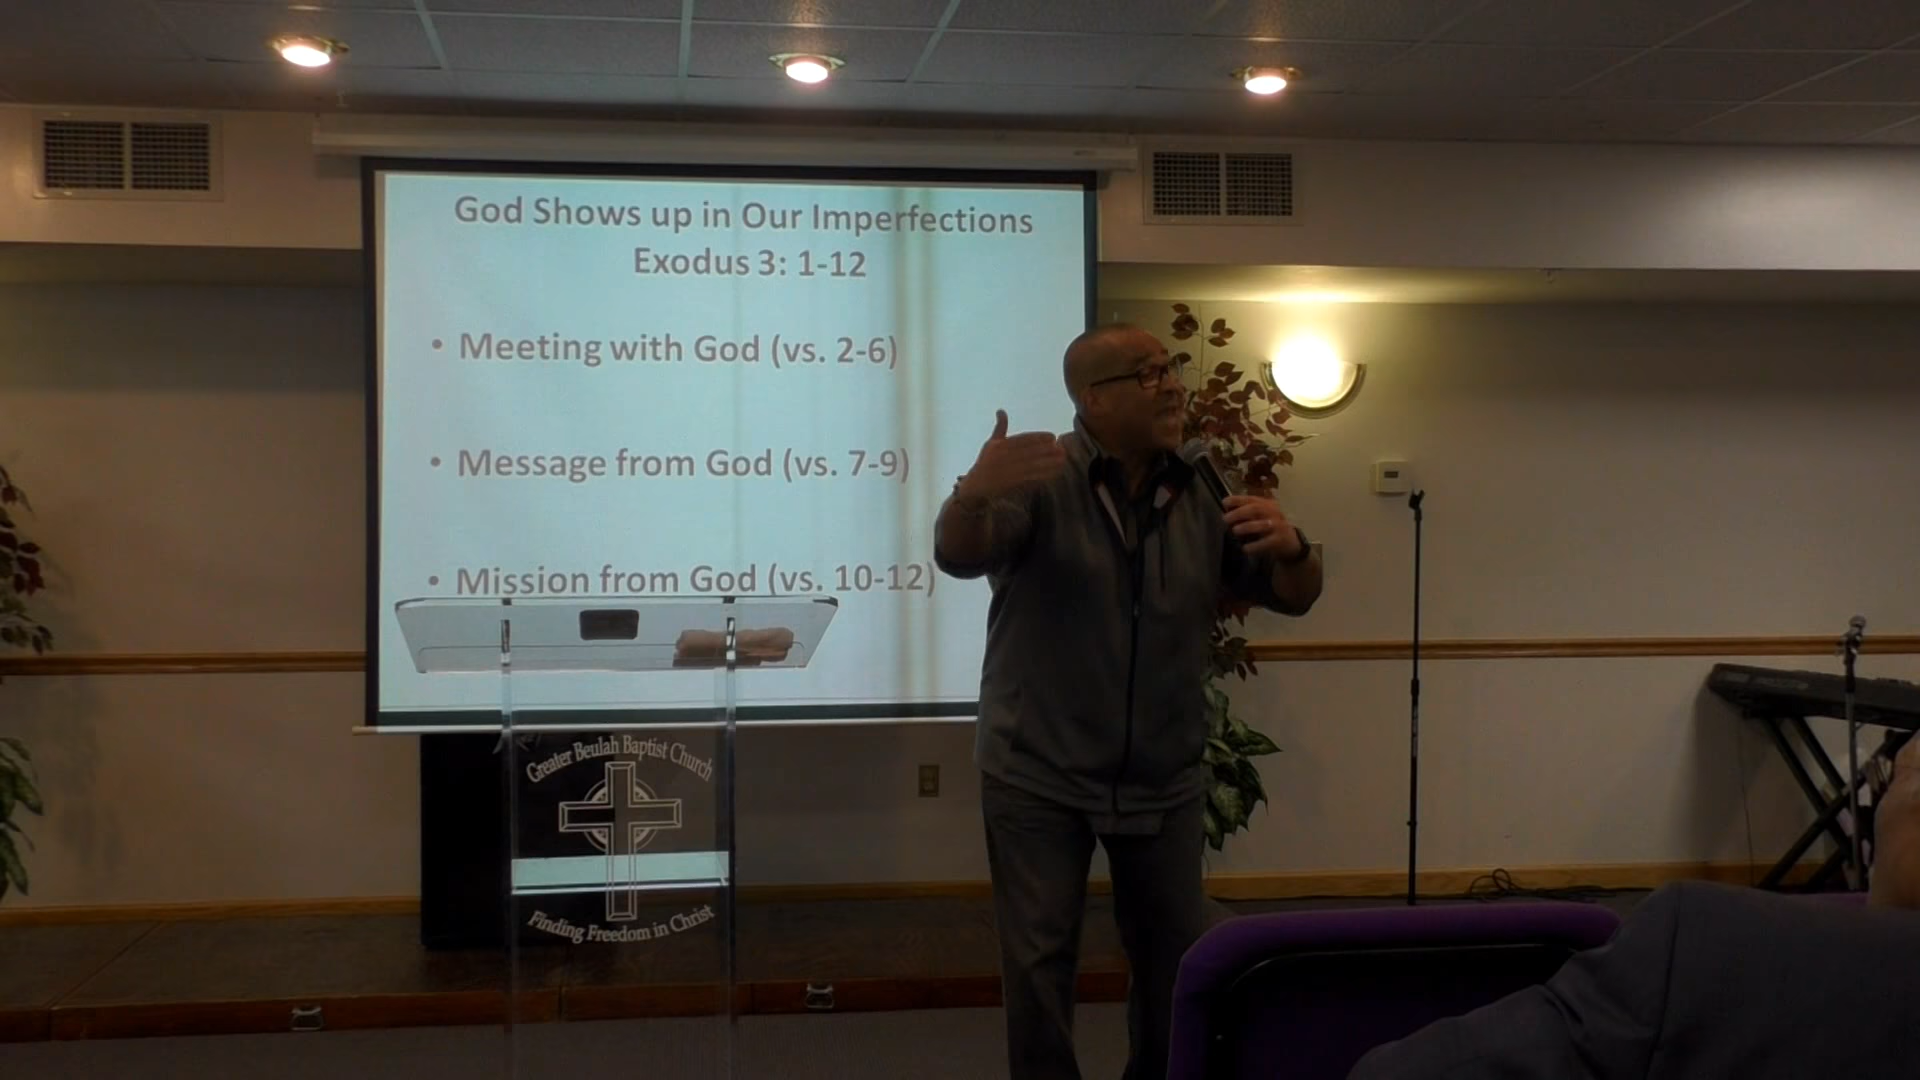 God Shows up in Our Imperfections
Exodus 3: 1-12
• Meeting with God (vs. 2-6)
• Message from God (vs. 7-9)
• Mission from God (vs. 10-12)
Greater Beulah Baptist Church
Finding Freedom in Christ